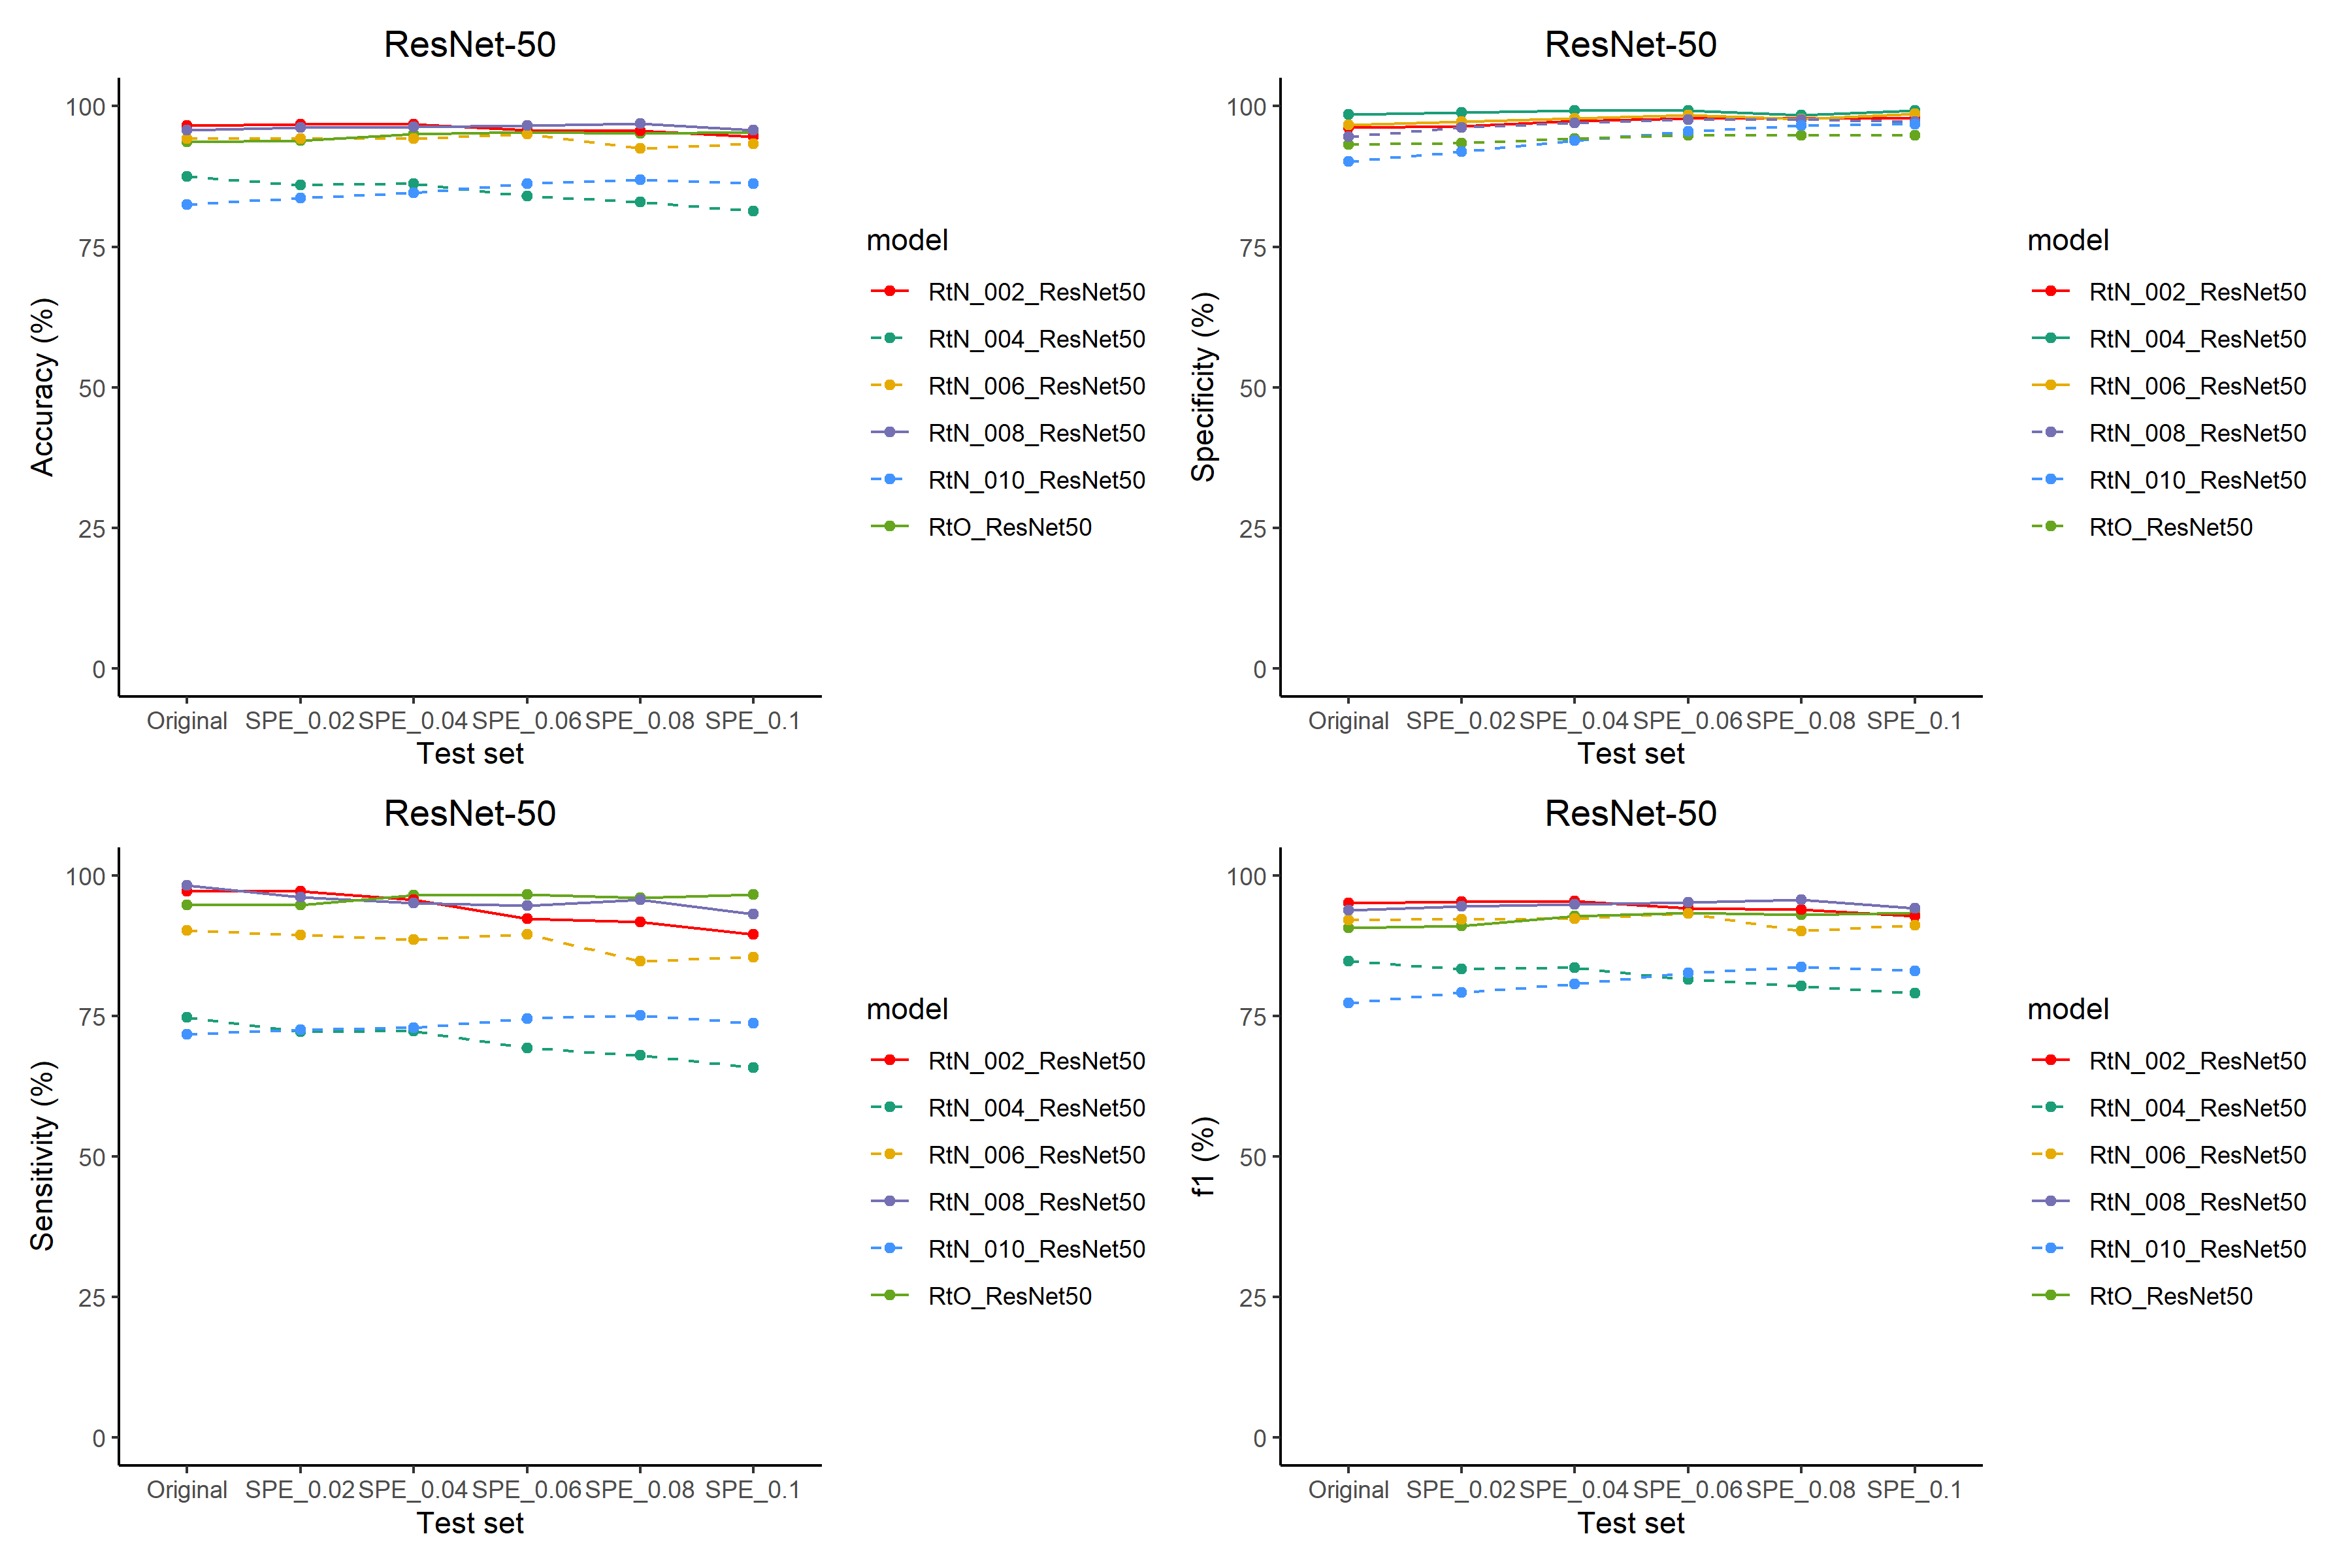 ResNet-50
Accuracy (%)
100
75
50
25
0
Original SPE_0.02 SPE_0.04 SPE_0.06 SPE_0.08 SPE_0.1
Test set
model
RtN_002_ResNet50
RtN_004_ResNet50
RtN_006_ResNet50
RtN_008_ResNet50
RtN_010_ResNet50
RtO_ResNet50
ResNet-50
Specificity (%)
100
75
50
25
0
Original SPE_0.02 SPE_0.04 SPE_0.06 SPE_0.08 SPE_0.1
Test set
model
RtN_002_ResNet50
RtN_004_ResNet50
RtN_006_ResNet50
RtN_008_ResNet50
RtN_010_ResNet50
RtO_ResNet50
ResNet-50
Sensitivity (%)
100
75
50
25
0
Original SPE_0.02 SPE_0.04 SPE_0.06 SPE_0.08 SPE_0.1
Test set
model
RtN_002_ResNet50
RtN_004_ResNet50
RtN_006_ResNet50
RtN_008_ResNet50
RtN_010_ResNet50
RtO_ResNet50
ResNet-50
f1 (%)
100
75
50
25
0
Original SPE_0.02 SPE_0.04 SPE_0.06 SPE_0.08 SPE_0.1
Test set
model
RtN_002_ResNet50
RtN_004_ResNet50
RtN_006_ResNet50
RtN_008_ResNet50
RtN_010_ResNet50
RtO_ResNet50